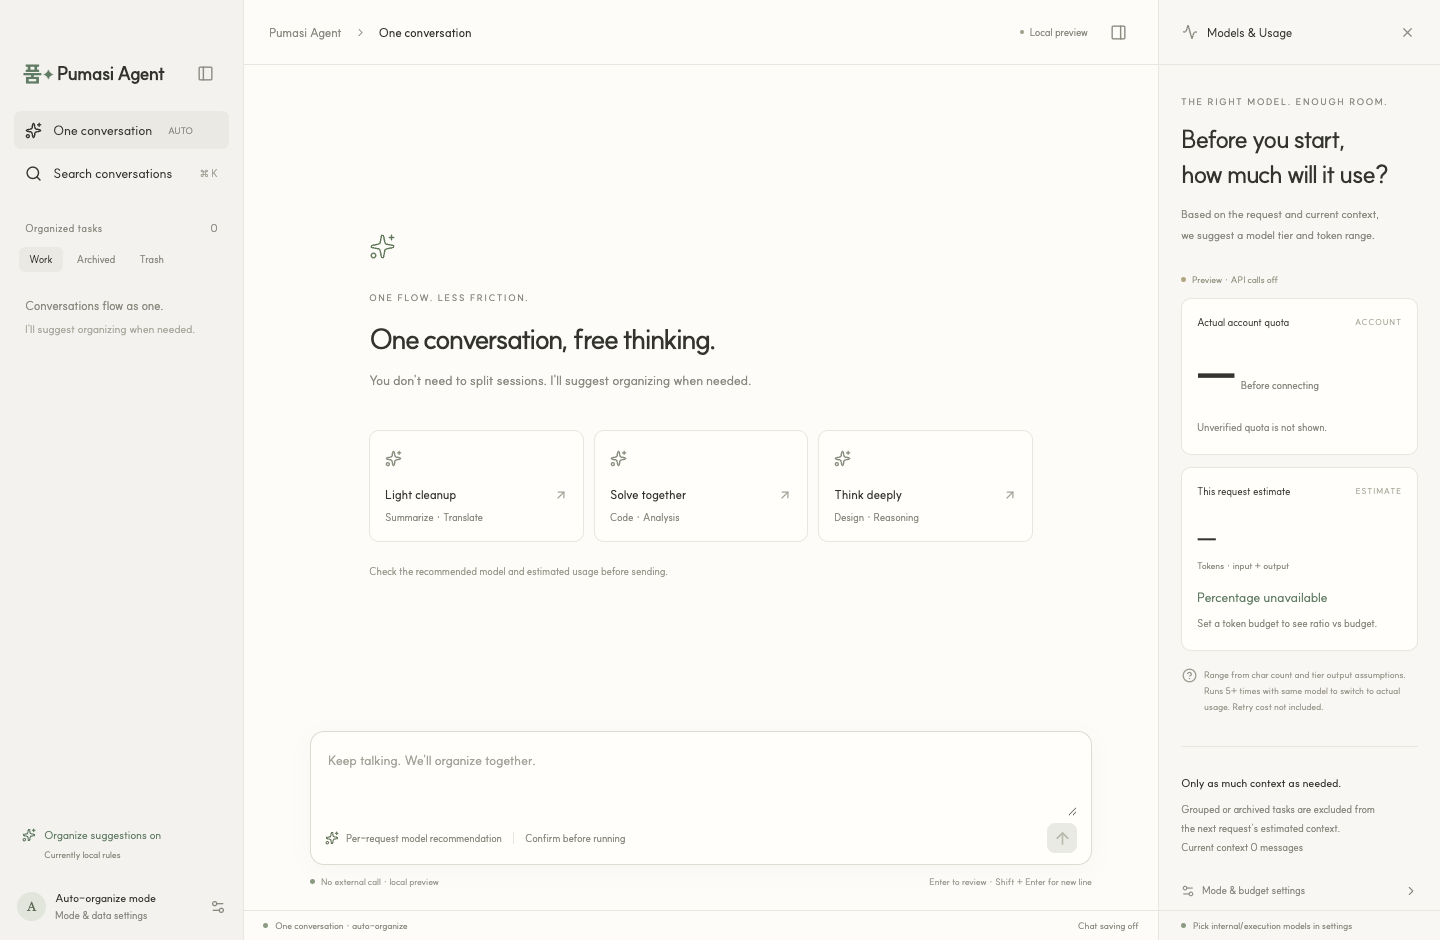 품 Pumasi Agent
One conversation AUTO
Search conversations ⌘ K
Organized tasks 0
Work Archived Trash
Conversations flow as one.
I'll suggest organizing when needed.
Organize suggestions on
Currently local rules
A
Auto-organize mode
Mode & data settings
Pumasi Agent > One conversation
Local preview
ONE FLOW. LESS FRICTION.
One conversation, free thinking.
You don't need to split sessions. I'll suggest organizing when needed.
Light cleanup
Summarize · Translate
Solve together
Code · Analysis
Think deeply
Design · Reasoning
Check the recommended model and estimated usage before sending.
Keep talking. We'll organize together.
Per-request model recommendation
Confirm before running
No external call · local preview
Enter to review · Shift + Enter for new line
One conversation · auto-organize
Chat saving off
Models & Usage
THE RIGHT MODEL. ENOUGH ROOM.
Before you start,
how much will it use?
Based on the request and current context,
we suggest a model tier and token range.
Preview · API calls off
Actual account quota ACCOUNT
— Before connecting
Unverified quota is not shown.
This request estimate ESTIMATE
—
Tokens · input + output
Percentage unavailable
Set a token budget to see ratio vs budget.
Range from char count and tier output assumptions.
Runs 5+ times with same model to switch to actual
usage. Retry cost not included.
Only as much context as needed.
Grouped or archived tasks are excluded from
the next request's estimated context.
Current context 0 messages
Mode & budget settings
Pick internal/execution models in settings